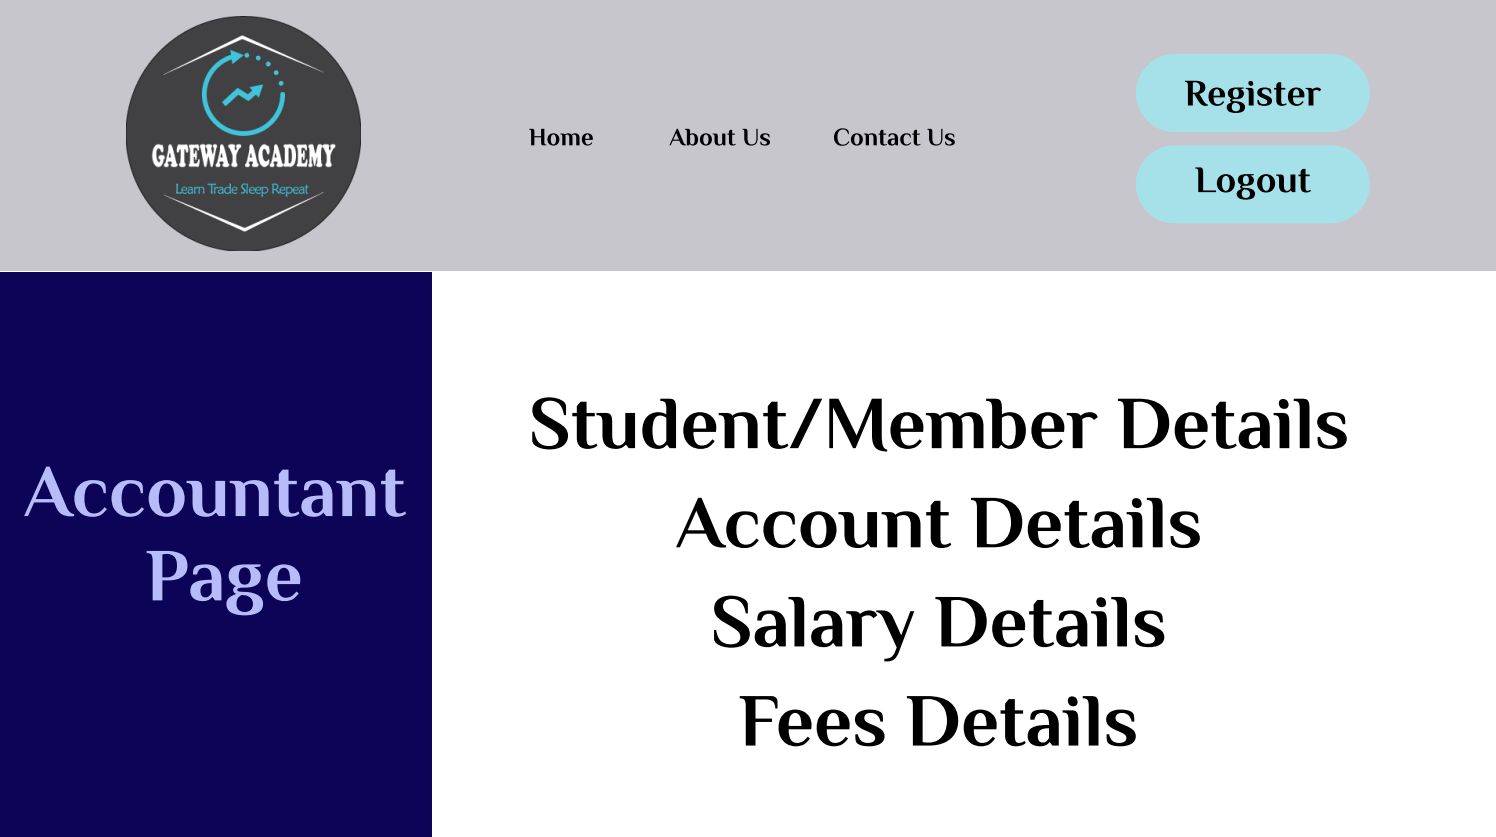 GATEWAY ACADEMY
Learn Trade Sleep Repeat
Home
About Us
Contact Us
Register
Logout
Accountant
Page
Student/Member Details
Account Details
Salary Details
Fees Details